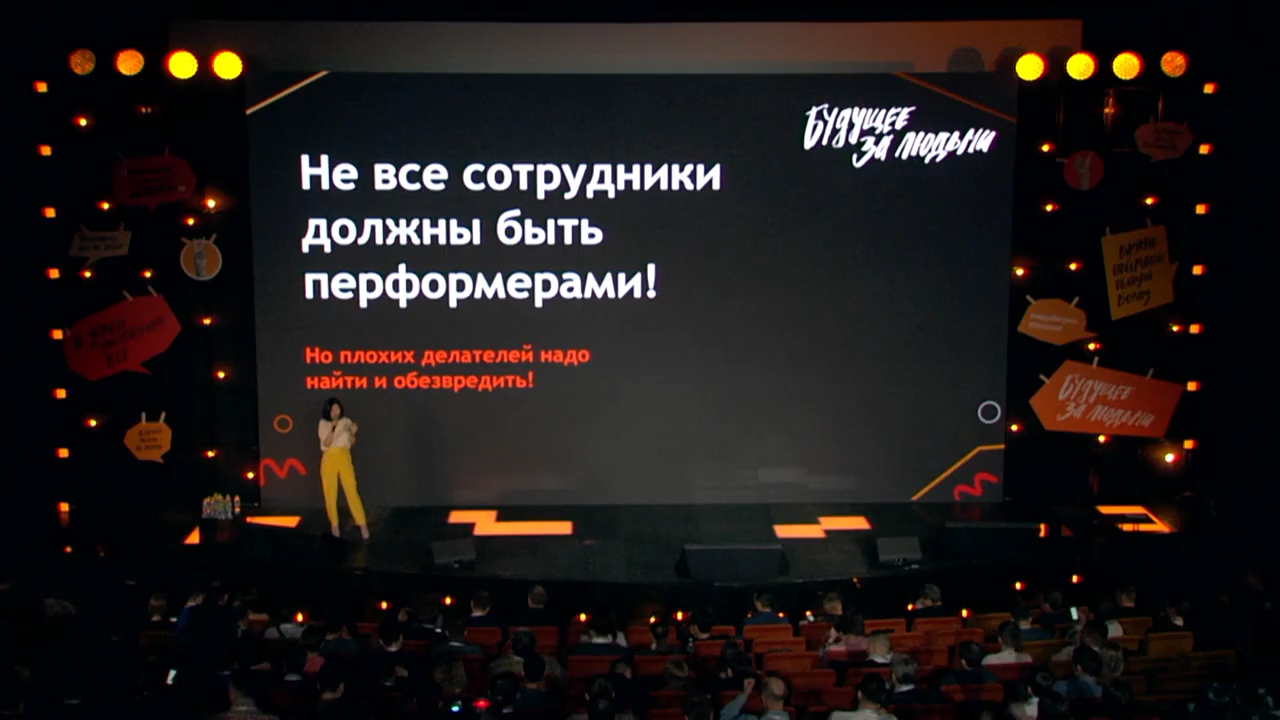 БУДУЩЕЕ
ЗА ЛЮДЬМИ
Не все сотрудники
должны быть
перформерами!
Но плохих делателей надо
найти и обезвредить!
БУДУЩЕЕ
ЗА ЛЮДЬМИ